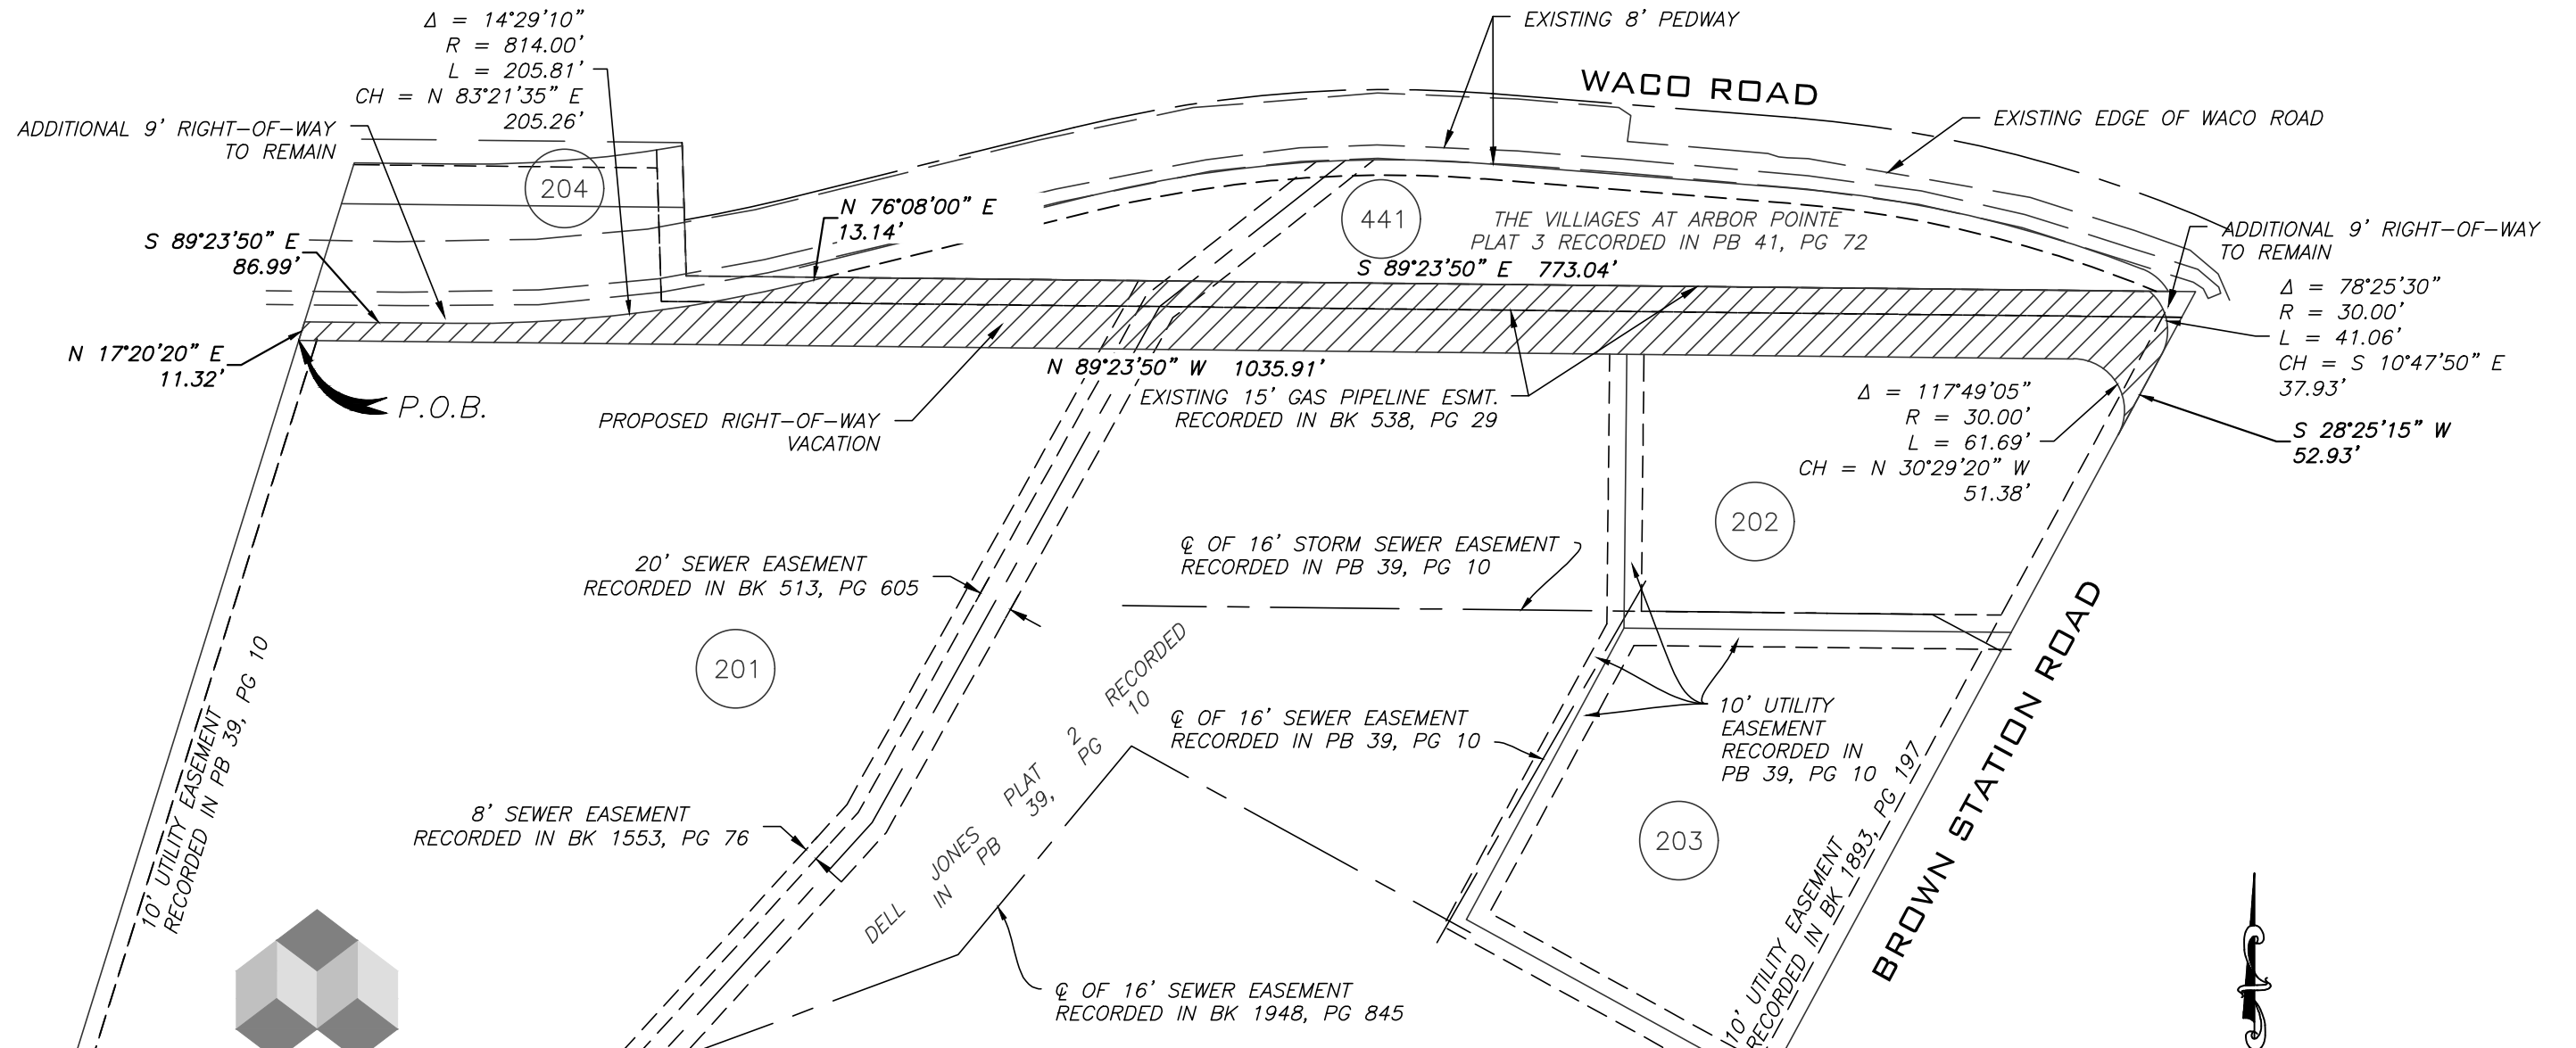 Δ = 14°29'10"
R = 814.00'
L = 205.81'
CH = N 83°21'35" E
205.26'
EXISTING 8' PEDWAY
WACO ROAD
EXISTING EDGE OF WACO ROAD
ADDITIONAL 9' RIGHT-OF-WAY
TO REMAIN
204
N 76°08'00" E
13.14'
441
THE VILLIAGES AT ARBOR POINTE
PLAT 3 RECORDED IN PB 41, PG 72
ADDITIONAL 9' RIGHT-OF-WAY
TO REMAIN
S 89°23'50" E
86.99'
S 89°23'50" E 773.04'
Δ = 78°25'30"
R = 30.00'
L = 41.06'
CH = S 10°47'50" E
37.93'
N 17°20'20" E
11.32'
P.O.B.
N 89°23'50" W 1035.91'
EXISTING 15' GAS PIPELINE ESMT.
RECORDED IN BK 538, PG 29
PROPOSED RIGHT-OF-WAY
VACATION
Δ = 117°49'05"
R = 30.00'
L = 61.69'
CH = N 30°29'20" W
51.38'
S 28°25'15" W
52.93'
202
20' SEWER EASEMENT
RECORDED IN BK 513, PG 605
℄ OF 16' STORM SEWER EASEMENT
RECORDED IN PB 39, PG 10
201
10' UTILITY EASEMENT
RECORDED IN PB 39, PG 10
DELL JONES PLAT 2 RECORDED
IN PB 39, PG 10
℄ OF 16' SEWER EASEMENT
RECORDED IN PB 39, PG 10
10' UTILITY
EASEMENT
RECORDED IN
PB 39, PG 10
BROWN STATION ROAD
8' SEWER EASEMENT
RECORDED IN BK 1553, PG 76
203
10' UTILITY EASEMENT
RECORDED IN BK 1893, PG 197
℄ OF 16' SEWER EASEMENT
RECORDED IN BK 1948, PG 845